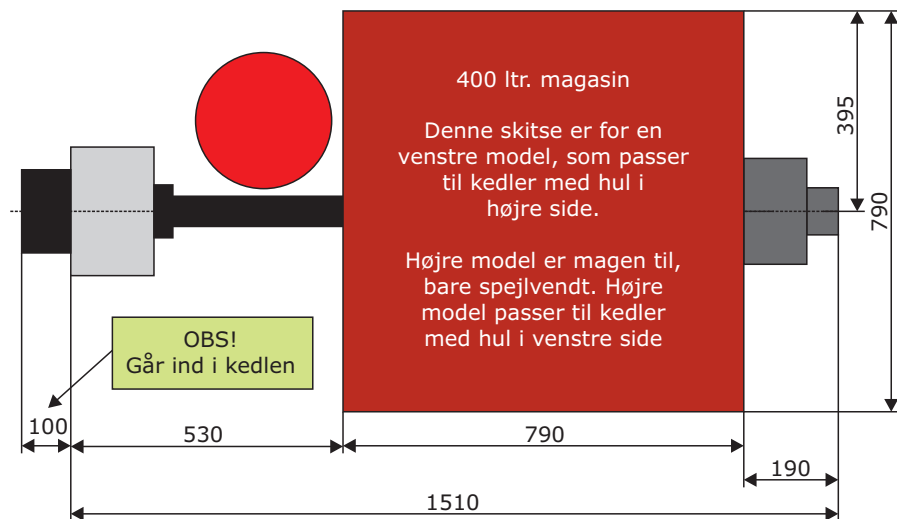 400 ltr. magasin
Denne skitse er for en
venstre model, som passer
til kedler med hul i
højre side.
Højre model er magen til,
bare spejlvendt. Højre
model passer til kedler
med hul i venstre side
395
790
OBS!
Går ind i kedlen
100
530
790
190
1510